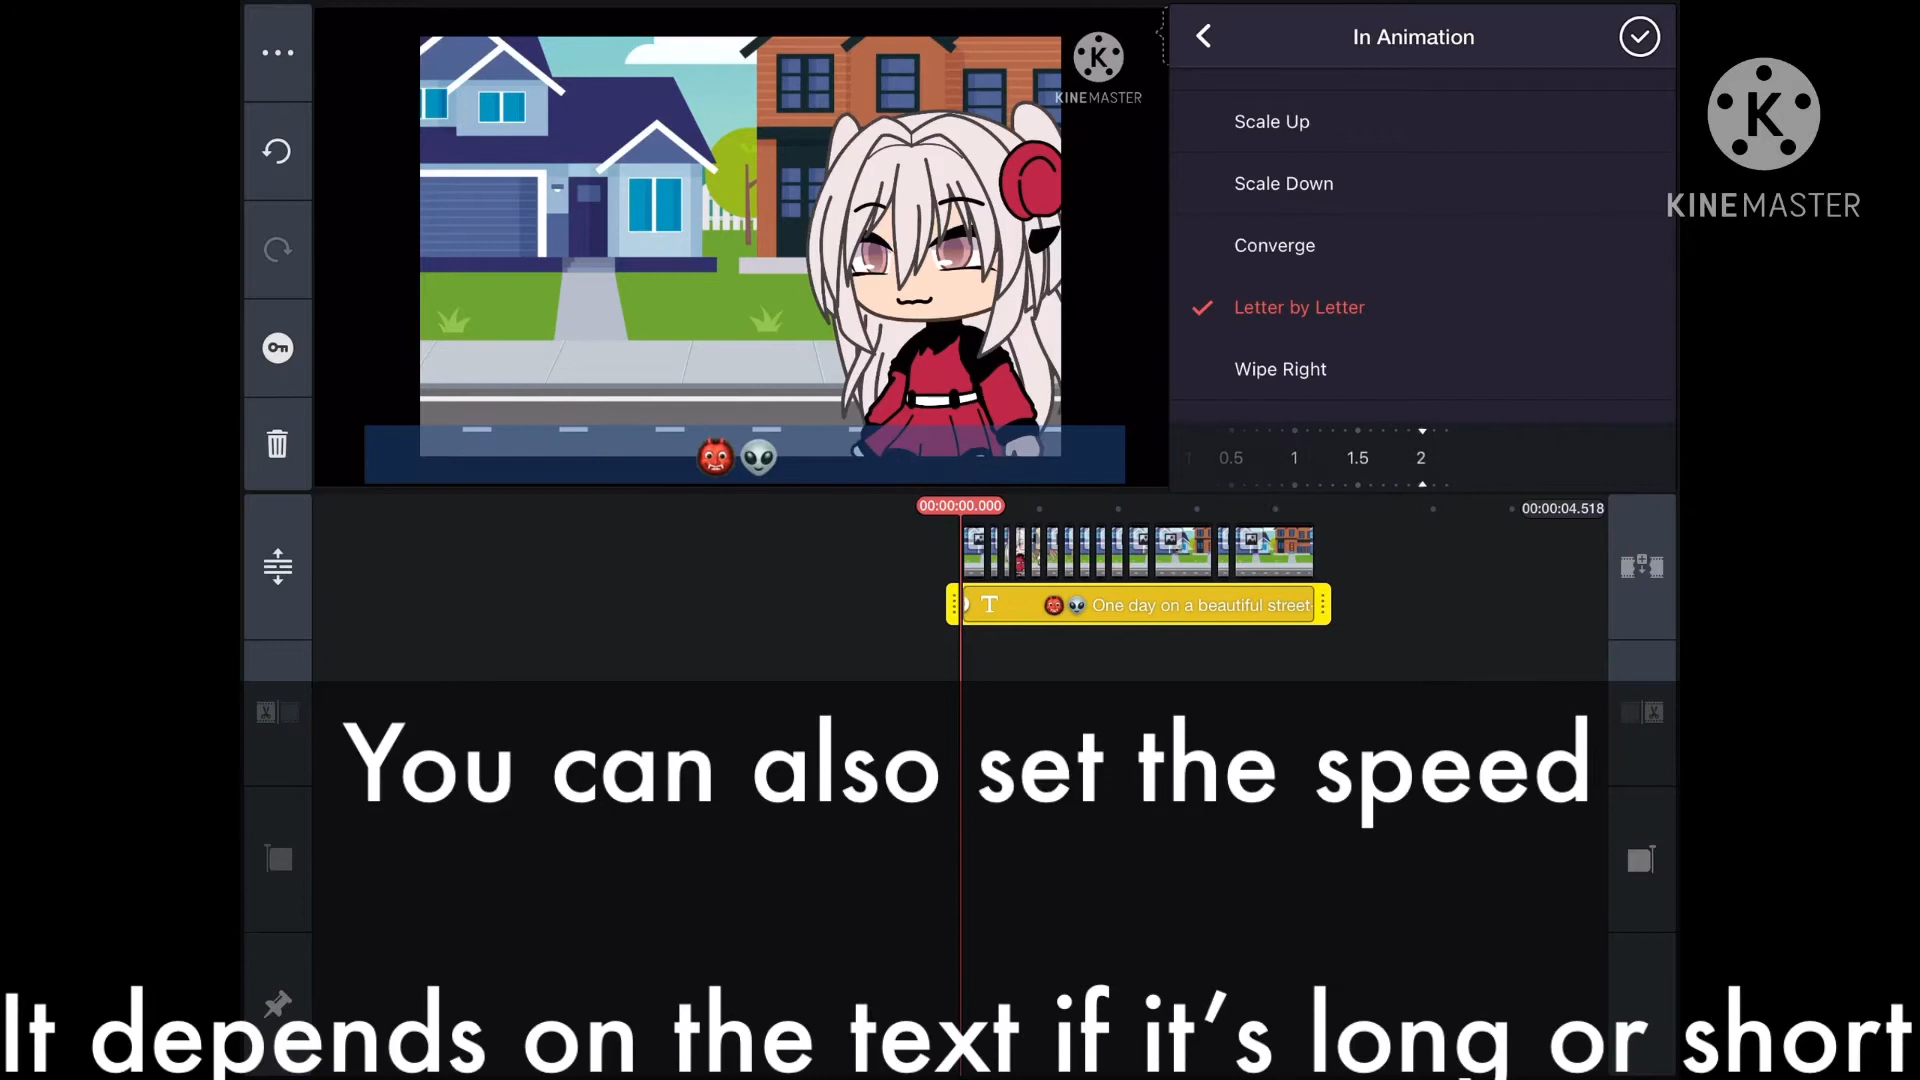 In Animation
KINEMASTER
Scale Up
Scale Down
Converge
Letter by Letter
Wipe Right
0.5 1 1.5 2
K
KINEMASTER
00:00:00.000
00:00:04.518
T 👹👽 One day on a beautiful street
👹👽
You can also set the speed
It depends on the text if it's long or short